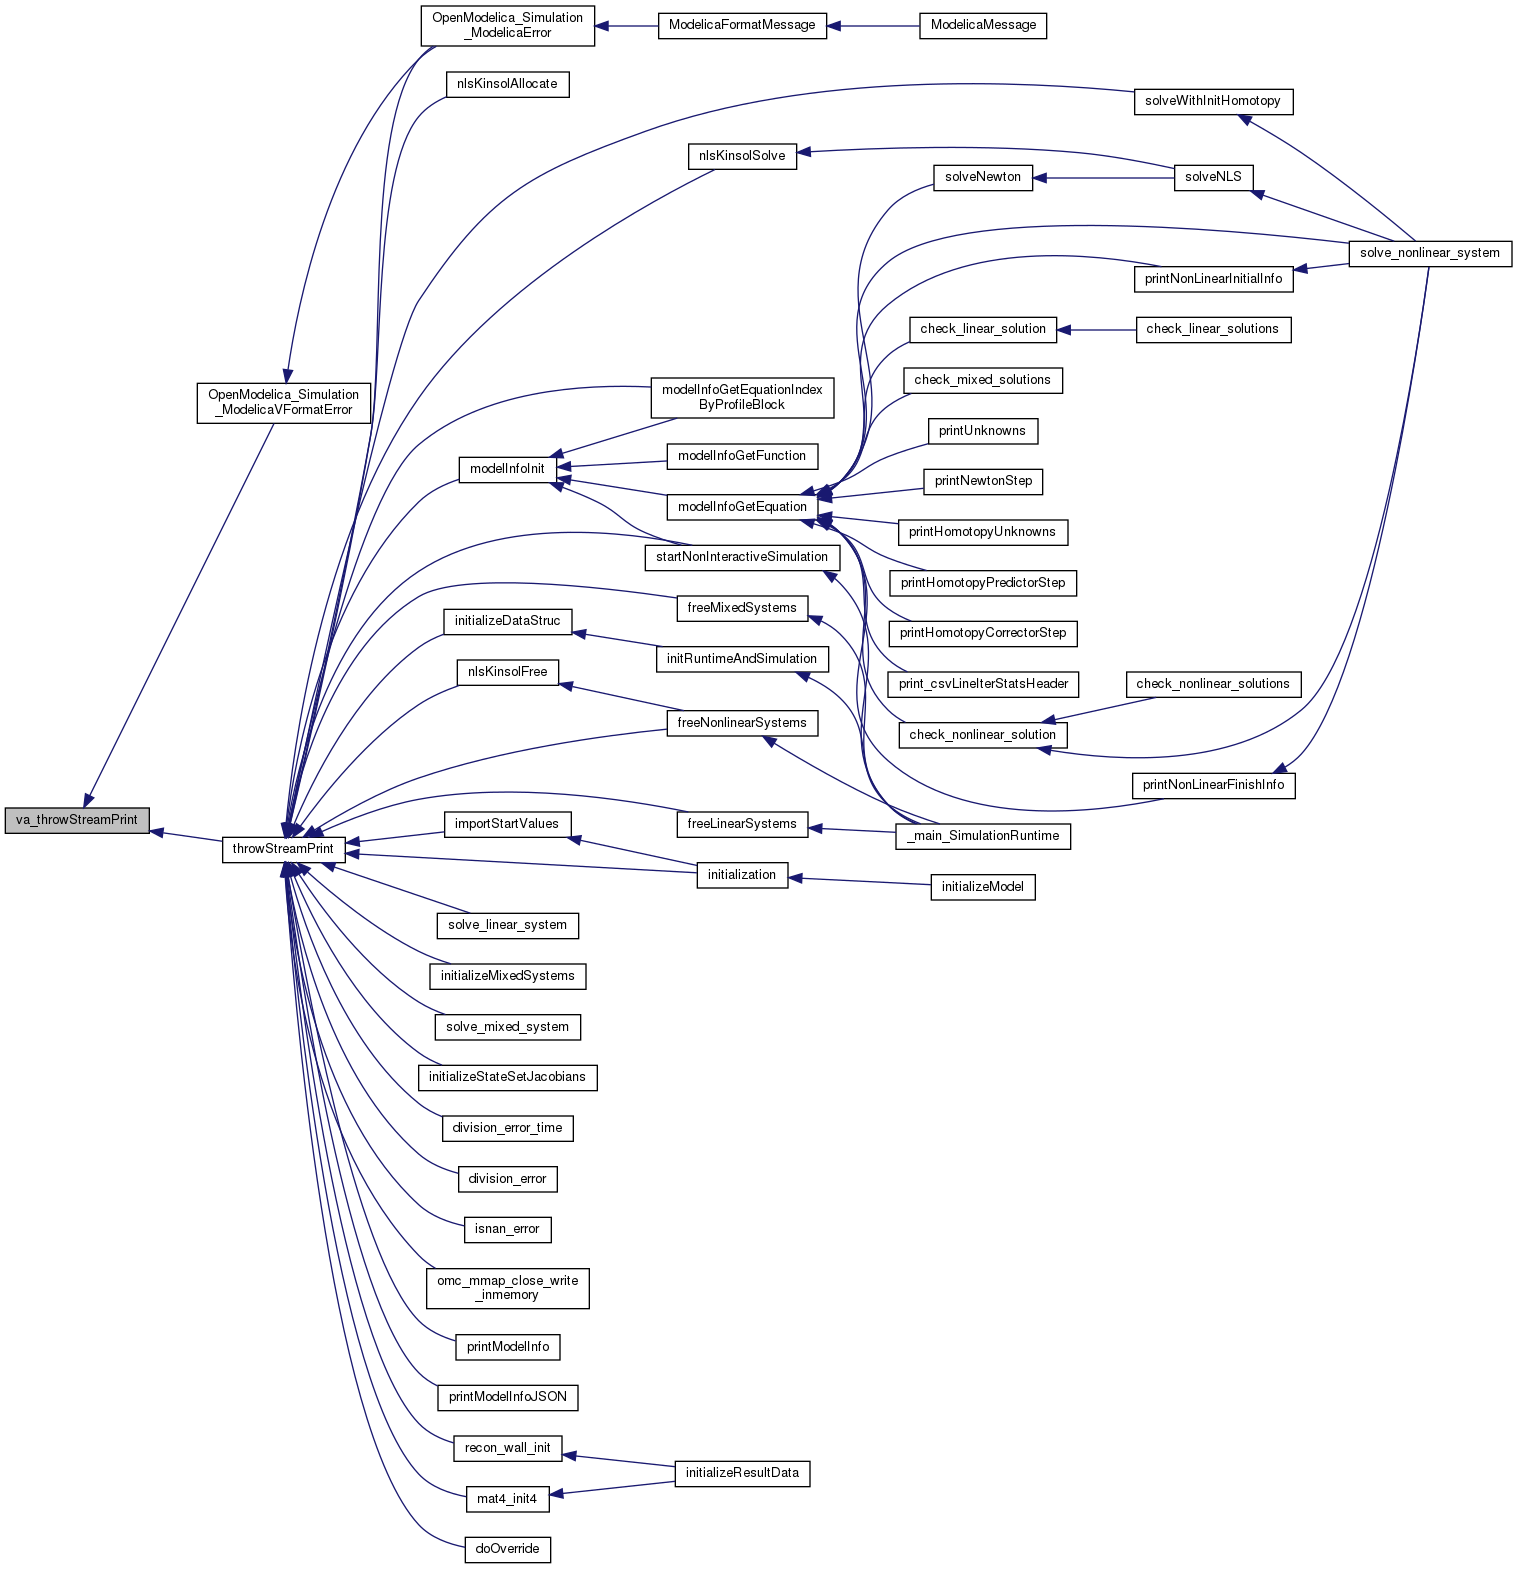 OpenModelica_Simulation
_ModelicaError
ModelicaFormatMessage
ModelicaMessage
nlsKinsolAllocate
solveWithInitHomotopy
nlsKinsolSolve
solveNewton
solveNLS
solve_nonlinear_system
printNonLinearInitialInfo
check_linear_solution
check_linear_solutions
OpenModelica_Simulation
_ModelicaVFormatError
modelInfoGetEquationIndex
ByProfileBlock
check_mixed_solutions
printUnknowns
modelInfoInit
modelInfoGetFunction
printNewtonStep
modelInfoGetEquation
printHomotopyUnknowns
startNonInteractiveSimulation
printHomotopyPredictorStep
freeMixedSystems
initializeDataStruc
printHomotopyCorrectorStep
initRuntimeAndSimulation
nlsKinsolFree
print_csvLineIterStatsHeader
check_nonlinear_solutions
freeNonlinearSystems
check_nonlinear_solution
printNonLinearFinishInfo
va_throwStreamPrint
importStartValues
freeLinearSystems
_main_SimulationRuntime
throwStreamPrint
initialization
initializeModel
solve_linear_system
initializeMixedSystems
solve_mixed_system
initializeStateSetJacobians
division_error_time
division_error
isnan_error
omc_mmap_close_write
_inmemory
printModelInfo
printModelInfoJSON
recon_wall_init
initializeResultData
mat4_init4
doOverride